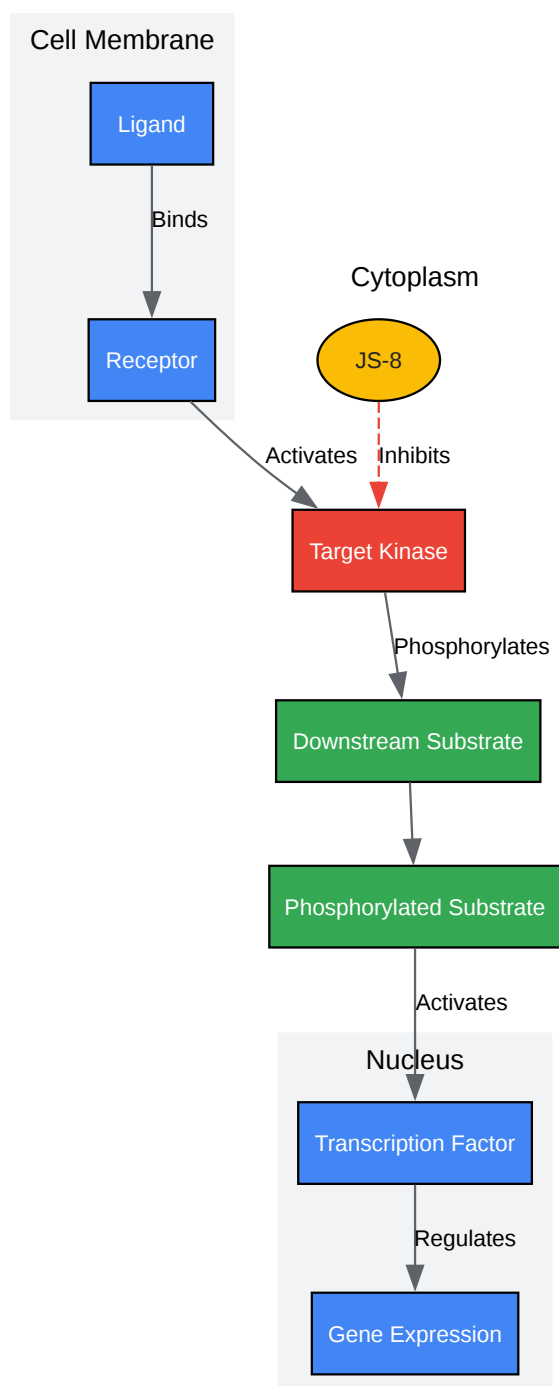 Cell Membrane
Ligand
Binds
Receptor
Cytoplasm
JS-8
Activates
Inhibits
Target Kinase
Phosphorylates
Downstream Substrate
Phosphorylated Substrate
Activates
Nucleus
Transcription Factor
Regulates
Gene Expression